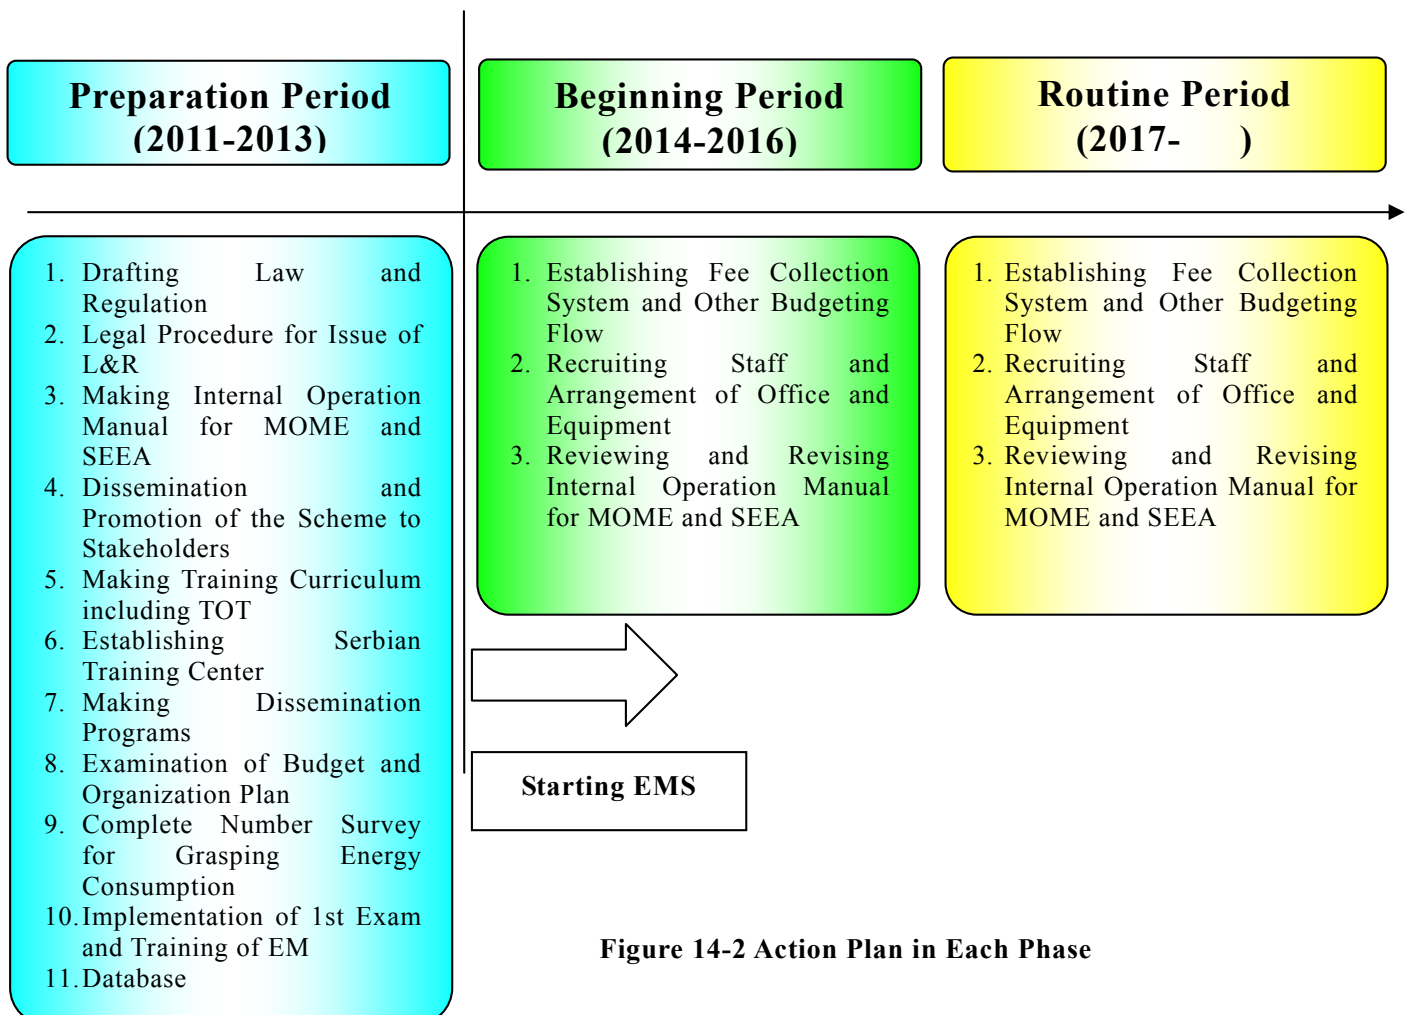 Preparation Period
(2011-2013)
Beginning Period
(2014-2016)
Routine Period
(2017- )
1. Drafting Law and
Regulation
2. Legal Procedure for Issue of
L&R
3. Making Internal Operation
Manual for MOME and
SEEA
4. Dissemination and
Promotion of the Scheme to
Stakeholders
5. Making Training Curriculum
including TOT
6. Establishing Serbian
Training Center
7. Making Dissemination
Programs
8. Examination of Budget and
Organization Plan
9. Complete Number Survey
for Grasping Energy
Consumption
10. Implementation of 1st Exam
and Training of EM
11. Database
1. Establishing Fee Collection
System and Other Budgeting
Flow
2. Recruiting Staff and
Arrangement of Office and
Equipment
3. Reviewing and Revising
Internal Operation Manual
for MOME and SEEA
1. Establishing Fee Collection
System and Other Budgeting
Flow
2. Recruiting Staff and
Arrangement of Office and
Equipment
3. Reviewing and Revising
Internal Operation Manual for
MOME and SEEA
Starting EMS
Figure 14-2 Action Plan in Each Phase